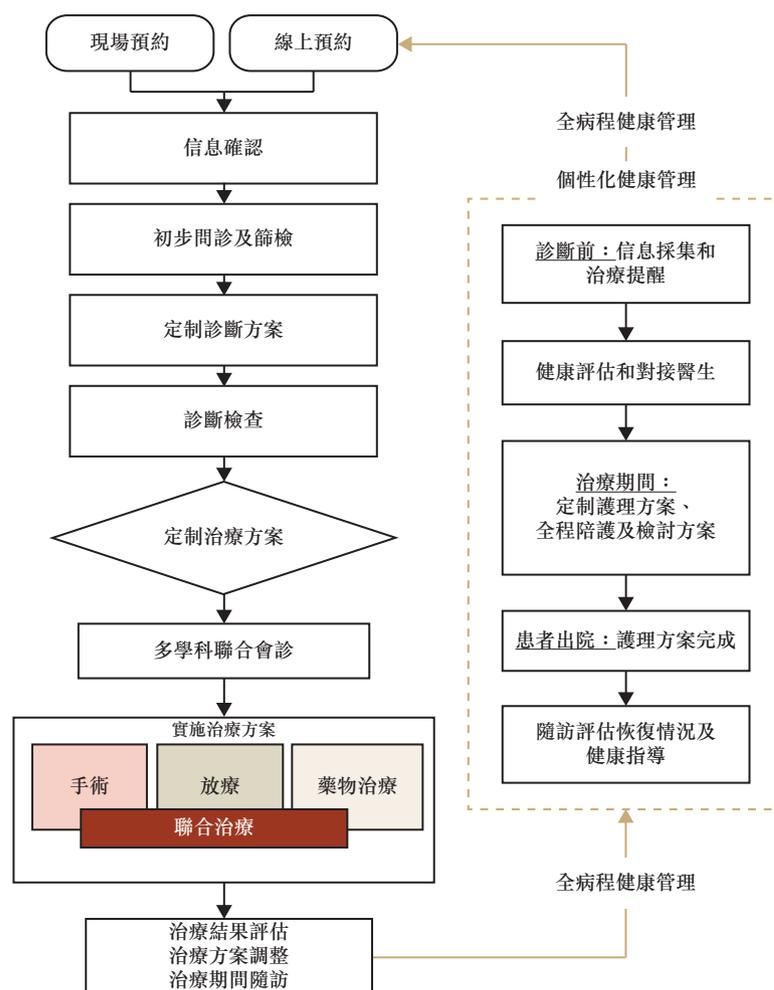 現場預約
線上預約
信息確認
初步問診及篩檢
定制診斷方案
診斷檢查
定制治療方案
多學科聯合會診
實施治療方案
手術
放療
藥物治療
聯合治療
治療結果評估
治療方案調整
治療期間隨訪
全病程健康管理
個性化健康管理
診斷前：信息採集和
治療提醒
健康評估和對接醫生
治療期間：
定制護理方案、
全程陪護及檢討方案
患者出院：護理方案完成
隨訪評估恢復情況及
健康指導
全病程健康管理